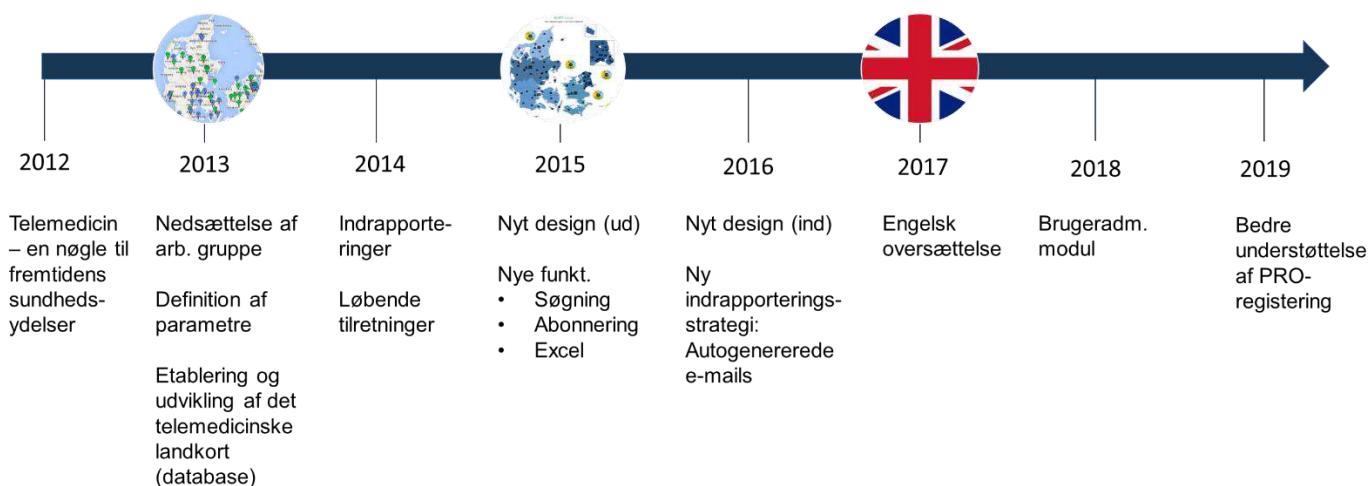 2012
2013
2014
2015
2016
2017
2018
2019
Telemedicin
– en nøgle til
fremtidens
sundheds-
ydelser
Nedsættelse af
arb. gruppe
Definition af
parametre
Etablering og
udvikling af det
telemedicinske
landkort
(database)
Indrapporte-
ringer
Løbende
tilretninger
Nyt design (ud)
Nye funkt.
• Søgning
• Abonnering
• Excel
Nyt design (ind)
Ny
indrapporterings-
strategi:
Autogenererede
e-mails
Engelsk
oversættelse
Brugeradm.
modul
Bedre
understøttelse
af PRO-
registering